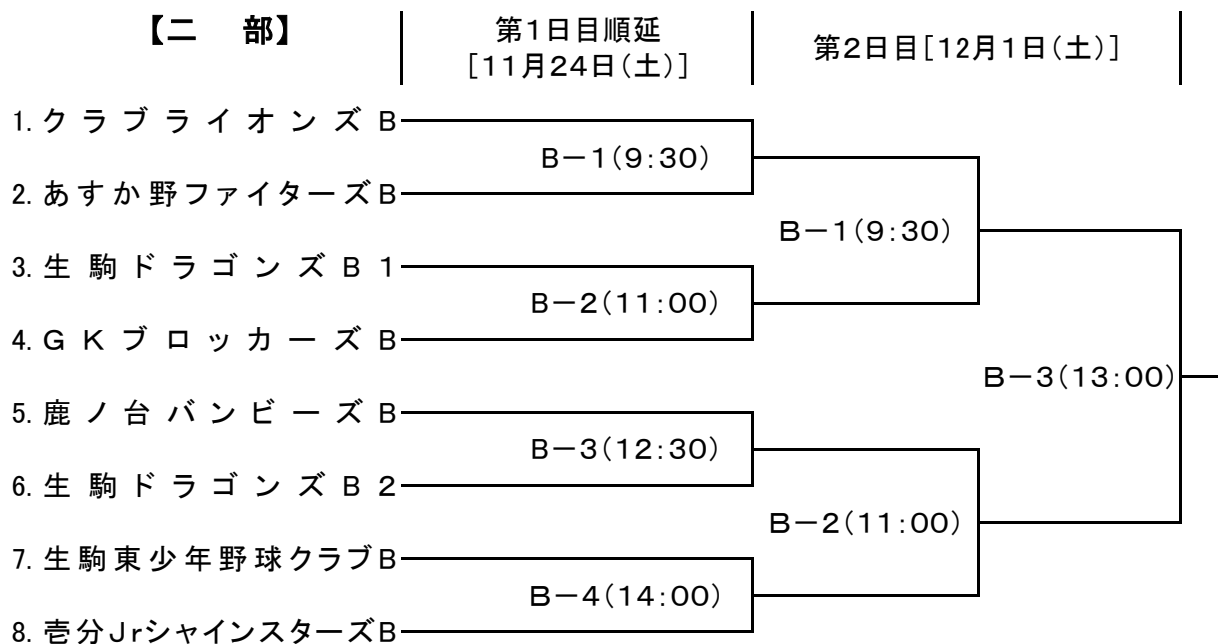 【二 部】
第1日目順延
[11月24日(土)]
第2日目[12月1日(土)]
1. クラブライオンズB
B－1(9:30)
2. あすか野ファイターズB
B－1(9:30)
3. 生駒ドラゴンズB1
B－2(11:00)
4. GKブロッカーズB
B－3(13:00)
5. 鹿ノ台バンビーズB
B－3(12:30)
6. 生駒ドラゴンズB2
B－2(11:00)
7. 生駒東少年野球クラブB
B－4(14:00)
8. 壱分JrシャインスターズB